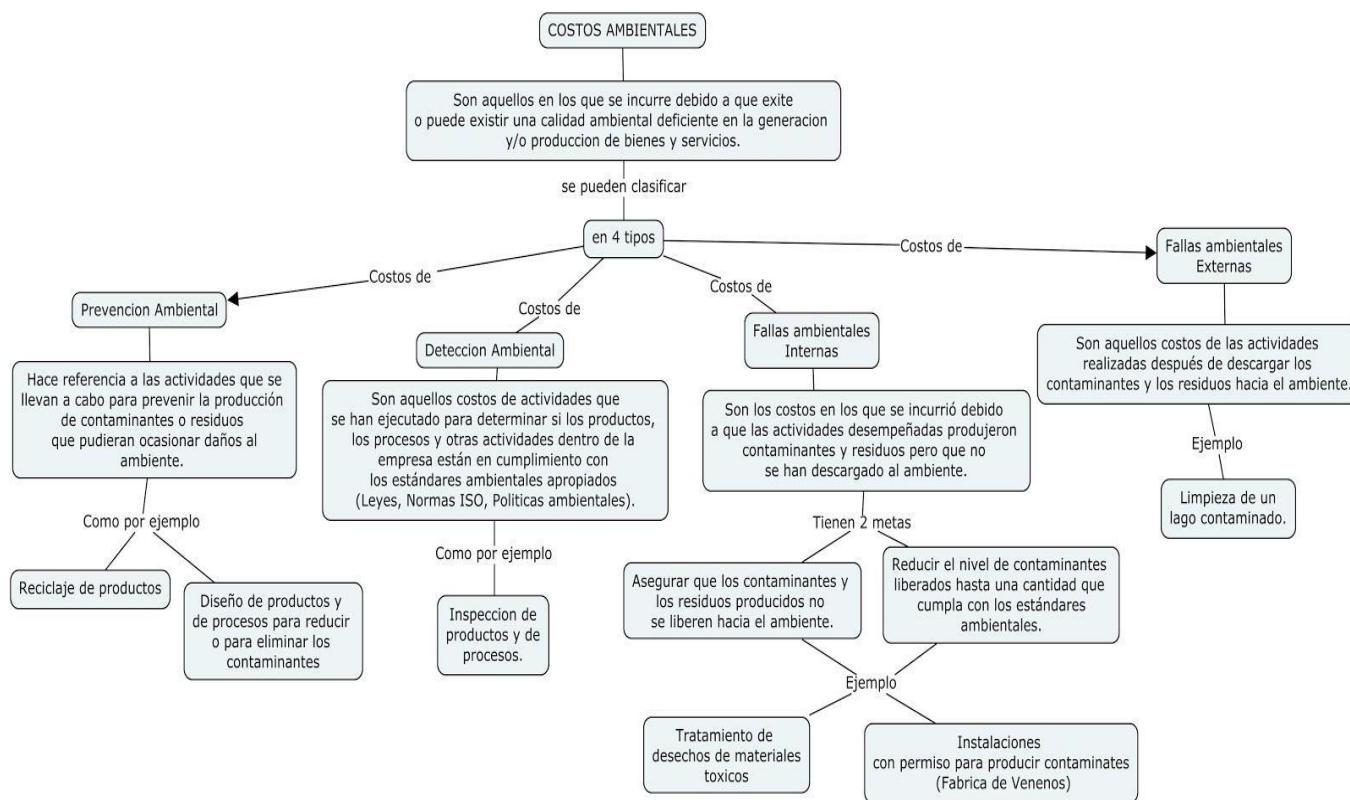 COSTOS AMBIENTALES
Son aquellos en los que se incurre debido a que exite
o puede existir una calidad ambiental deficiente en la generacion
y/o produccion de bienes y servicios.
se pueden clasificar
en 4 tipos
Costos de
Prevencion Ambiental
Hace referencia a las actividades que se
llevan a cabo para prevenir la producción
de contaminantes o residuos
que pudieran ocasionar daños al
ambiente.
Como por ejemplo
Reciclaje de productos
Diseño de productos y
de procesos para reducir
o para eliminar los
contaminantes
Costos de
Deteccion Ambiental
Son aquellos costos de actividades que
se han ejecutado para determinar si los productos,
los procesos y otras actividades dentro de la
empresa están en cumplimiento con
los estándares ambientales apropiados
(Leyes, Normas ISO, Politicas ambientales).
Como por ejemplo
Inspeccion de
productos y de
procesos.
Costos de
Fallas ambientales
Internas
Son los costos en los que se incurrió debido
a que las actividades desempeñadas produjeron
contaminantes y residuos pero que no
se han descargado al ambiente.
Tienen 2 metas
Asegurar que los contaminantes y
los residuos producidos no
se liberen hacia el ambiente.
Reducir el nivel de contaminantes
liberados hasta una cantidad que
cumpla con los estándares
ambientales.
Ejemplo
Tratamiento de
desechos de materiales
toxicos
Instalaciones
con permiso para producir contaminates
(Fabrica de Venenos)
Costos de
Fallas ambientales
Externas
Son aquellos costos de las actividades
realizadas después de descargar los
contaminantes y los residuos hacia el ambiente.
Ejemplo
Limpieza de un
lago contaminado.